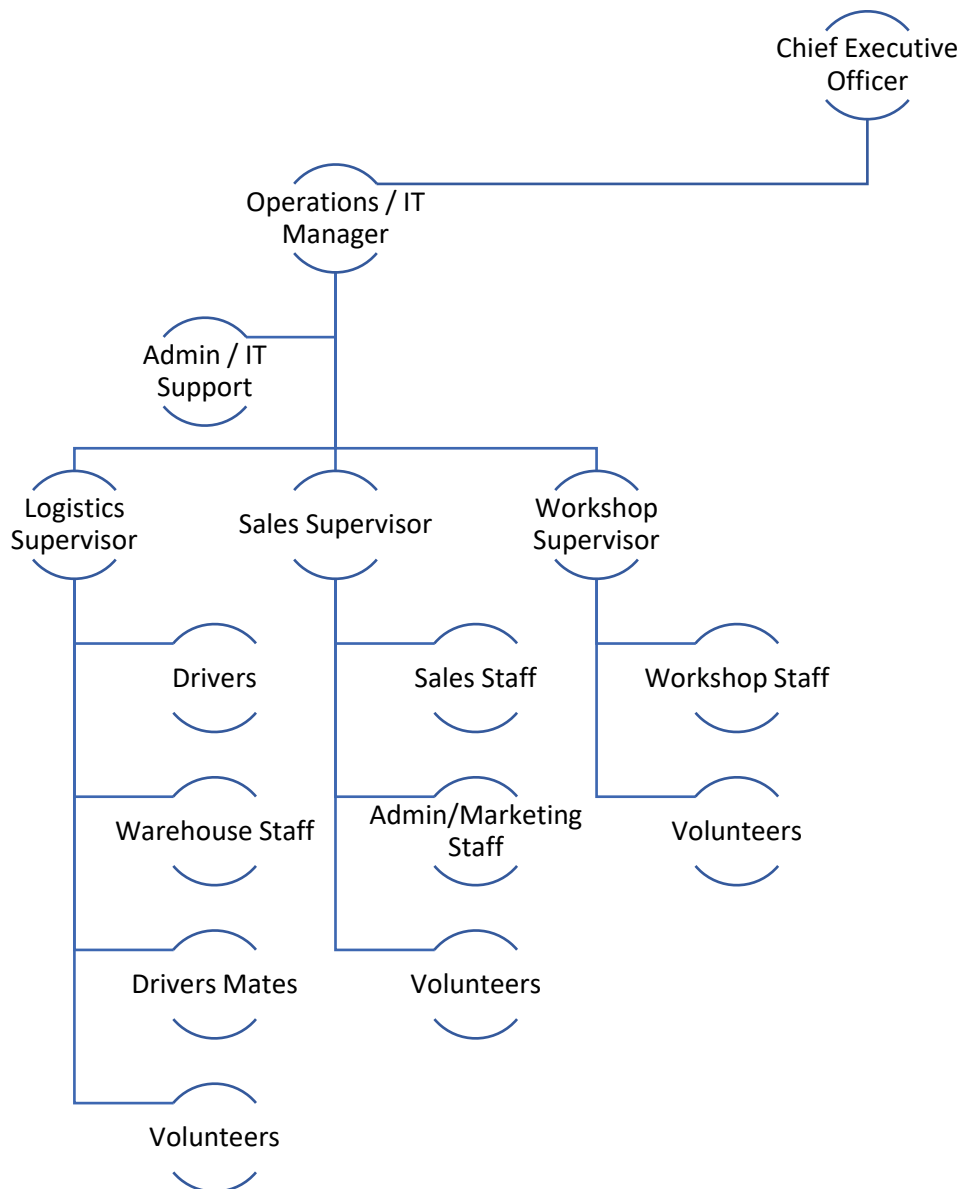 Chief Executive
Officer
Operations / IT
Manager
Admin / IT
Support
Logistics
Supervisor
Sales Supervisor
Workshop
Supervisor
Drivers
Sales Staff
Workshop Staff
Warehouse Staff
Admin/Marketing
Staff
Volunteers
Drivers Mates
Volunteers
Volunteers